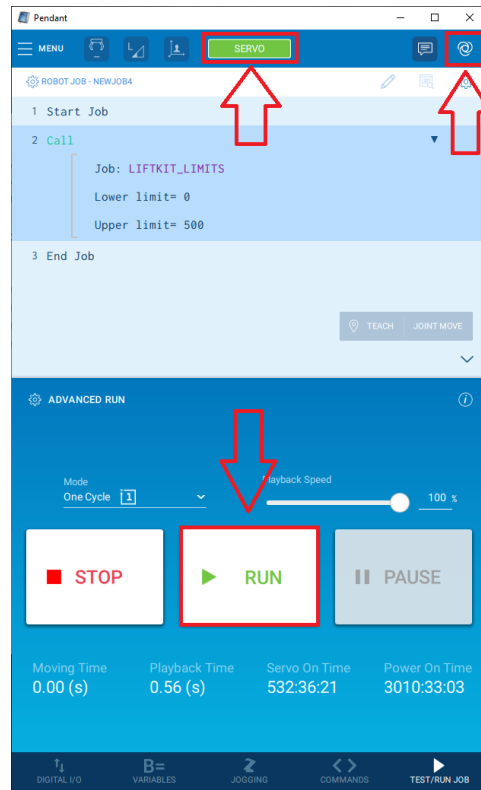 Pendant
MENU
SERVO
ROBOT JOB - NEWJOB4
1 Start Job
2 Call
Job: LIFTKIT_LIMITS
Lower limit= 0
Upper limit= 500
3 End Job
TEACH JOINT MOVE
ADVANCED RUN
Mode
Playback Speed
One Cycle 1
100 %
STOP
RUN
PAUSE
Moving Time Playback Time Servo On Time Power On Time
0.00 (s) 0.56 (s) 532:36:21 3010:33:03
B=
DIGITAL I/O VARIABLES JOGGING COMMANDS TEST/RUN JOB